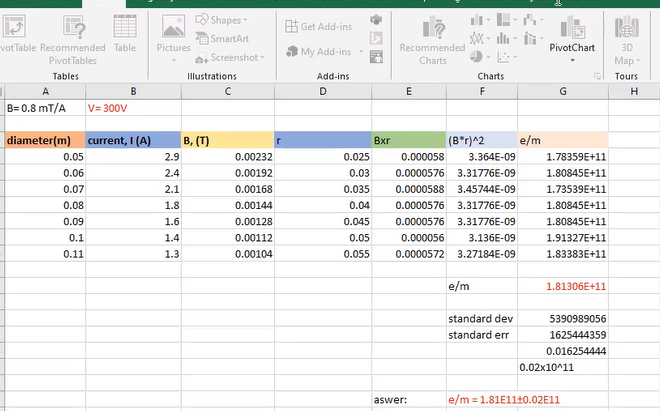 Shapes
SmartArt
Screenshot
Get Add-ins
My Add-ins
PivotTable Recommended PivotTables Table Pictures Recommended Charts PivotChart 3D Map
Tables Illustrations Add-ins Charts Tours
A B C D E F G H
B= 0.8 mT/A V= 300V
diameter(m) current, I (A) B, (T) r Bxr (B*r)^2 e/m
0.05 2.9 0.00232 0.025 0.000058 3.364E-09 1.78359E+11
0.06 2.4 0.00192 0.03 0.0000576 3.31776E-09 1.80845E+11
0.07 2.1 0.00168 0.035 0.0000588 3.45744E-09 1.73539E+11
0.08 1.8 0.00144 0.04 0.0000576 3.31776E-09 1.80845E+11
0.09 1.6 0.00128 0.045 0.0000576 3.31776E-09 1.80845E+11
0.1 1.4 0.00112 0.05 0.000056 3.136E-09 1.91327E+11
0.11 1.3 0.00104 0.055 0.0000572 3.27184E-09 1.83383E+11
e/m 1.81306E+11
standard dev 5390989056
standard err 1625444359
0.016254444
0.02x10^11
aswer: e/m = 1.81E11±0.02E11